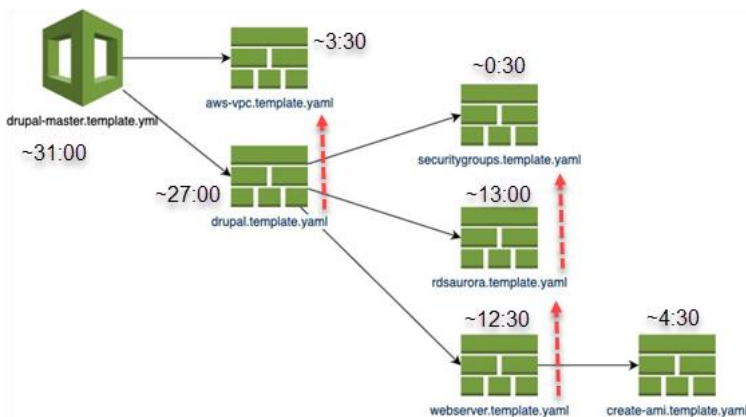 ~3:30
aws-vpc.template.yaml
drupal-master.template.yml
~31:00
~27:00
drupal.template.yaml
~0:30
securitygroups.template.yaml
~13:00
rdsaurora.template.yaml
~12:30
webserver.template.yaml
~4:30
create-ami.template.yaml